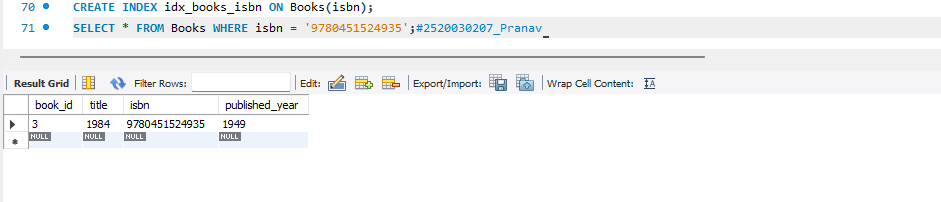 70 CREATE INDEX idx_books_isbn ON Books(isbn);
71 SELECT * FROM Books WHERE isbn = '9780451524935';#2520030207_Pranav
Result Grid Filter Rows: Edit: Export/Import: Wrap Cell Content:
book_id title isbn published_year
3 1984 9780451524935 1949
NULL NULL NULL NULL